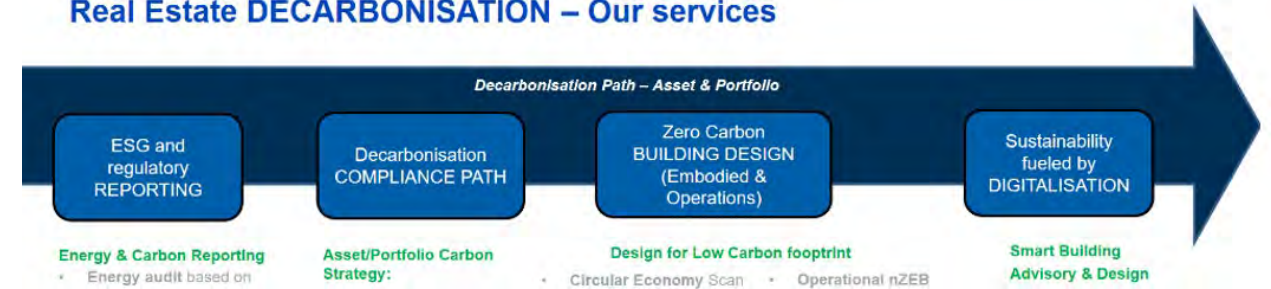 Real Estate DECARBONISATION – Our services
Decarbonisation Path – Asset & Portfolio
ESG and
regulatory
REPORTING
Decarbonisation
COMPLIANCE PATH
Zero Carbon
BUILDING DESIGN
(Embodied &
Operations)
Sustainability
fueled by
DIGITALISATION
Energy & Carbon Reporting
• Energy audit based on
Asset/Portfolio Carbon
Strategy:
Design for Low Carbon fooptrint
• Circular Economy Scan • Operational nZEB
Smart Building
Advisory & Design